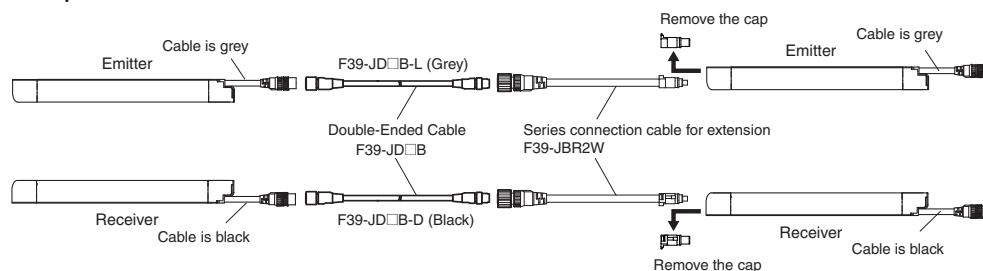 Remove the cap
Cable is grey
Emitter
F39-JD□B-L (Grey)
Emitter
Cable is grey
Double-Ended Cable
F39-JD□B
Series connection cable for extension
F39-JBR2W
Receiver
Cable is black
F39-JD□B-D (Black)
Receiver
Cable is black
Remove the cap